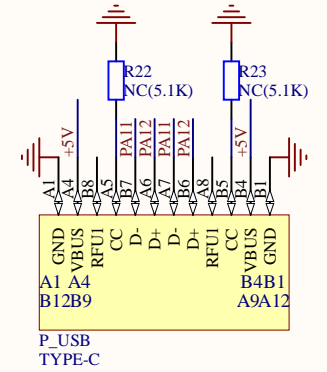 R22
NC(5.1K)
R23
NC(5.1K)
+5V
PA11
PA12
PA11
PA12
+5V
A1
A4
B8
A5
B7
A6
A7
B6
A8
B5
B4
B1
GND
VBUS
RFU1
CC
D-
D+
D-
D+
RFU1
CC
VBUS
GND
A1 A4 B4B1
B12B9 A9A12
P_USB
TYPE-C